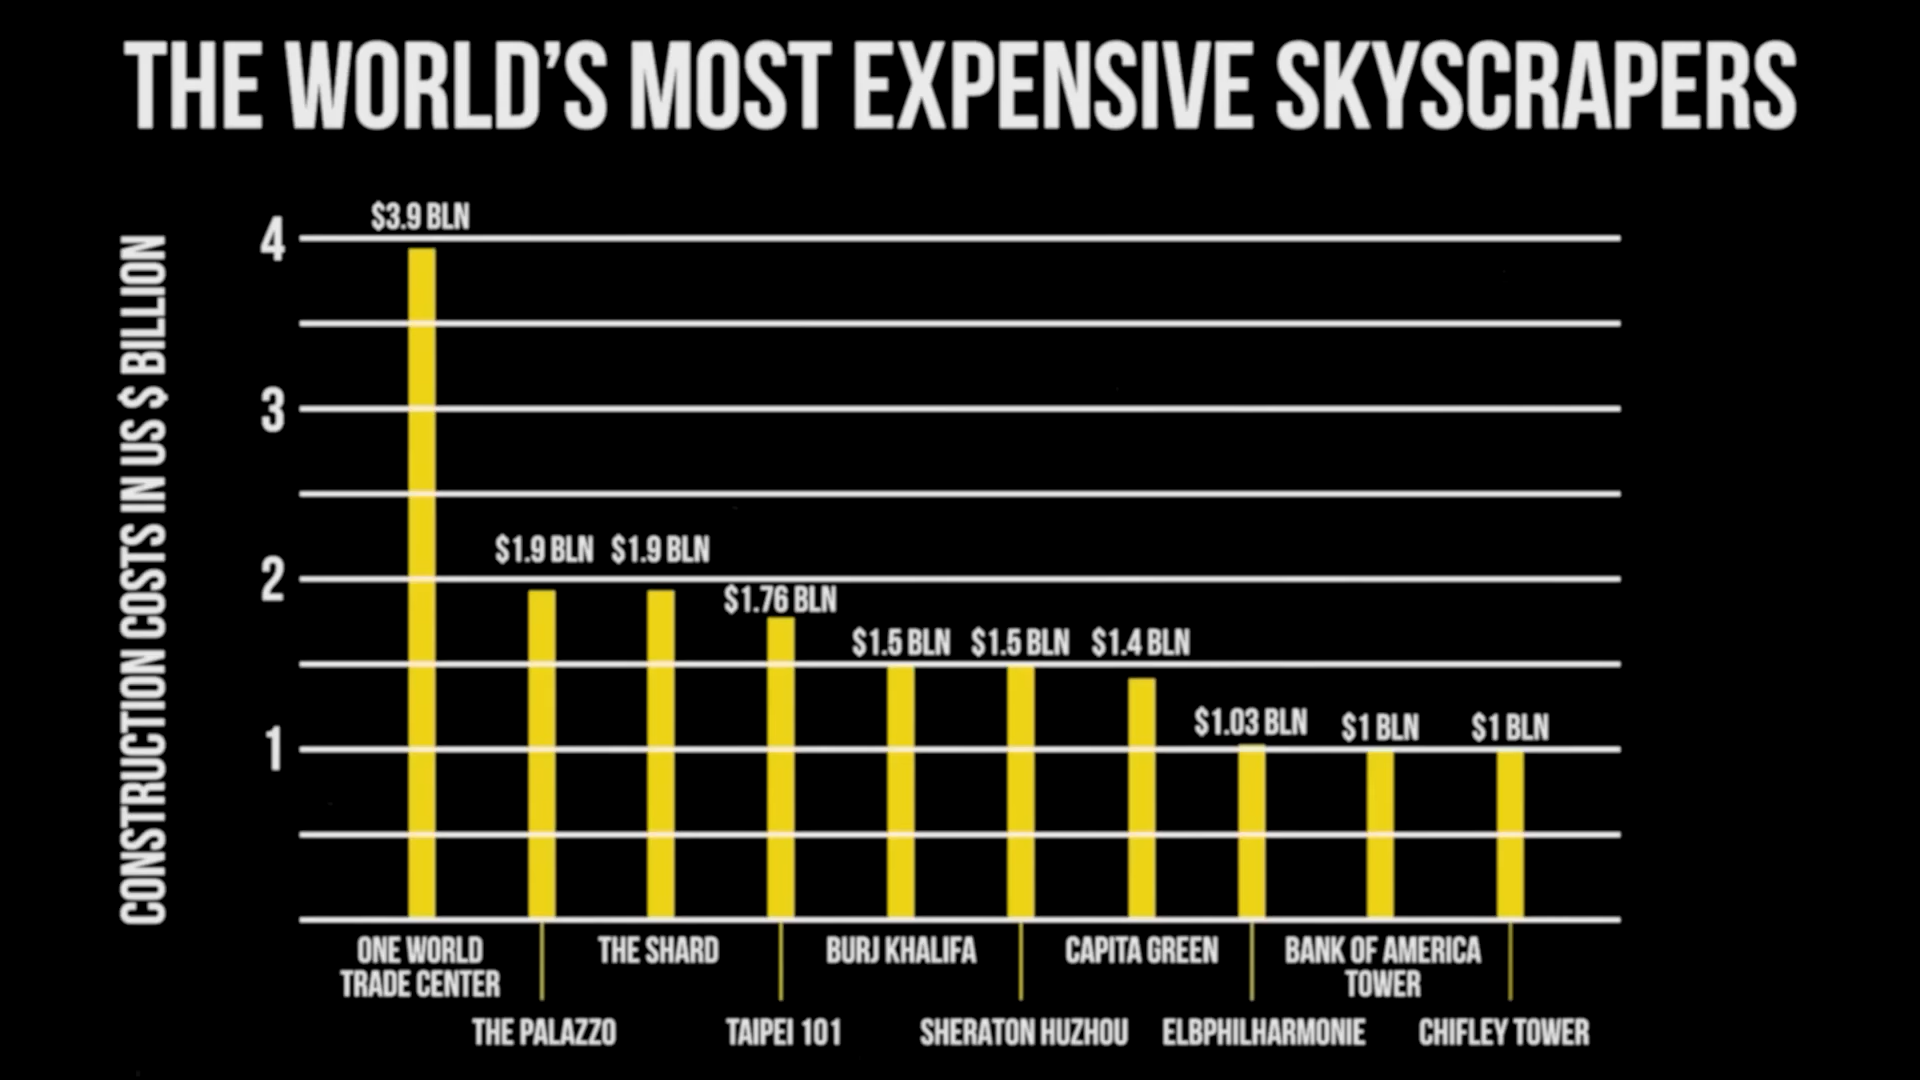 THE WORLD'S MOST EXPENSIVE SKYSCRAPERS
CONSTRUCTION COSTS IN US $ BILLION
4
3
2
1
$3.9 BLN
$1.9 BLN
$1.9 BLN
$1.76 BLN
$1.5 BLN
$1.5 BLN
$1.4 BLN
$1.03 BLN
$1 BLN
$1 BLN
ONE WORLD
TRADE CENTER
THE PALAZZO
THE SHARD
TAIPEI 101
BURJ KHALIFA
SHERATON HUZHOU
CAPITA GREEN
ELBPHILHARMONIE
BANK OF AMERICA
TOWER
CHIFLEY TOWER